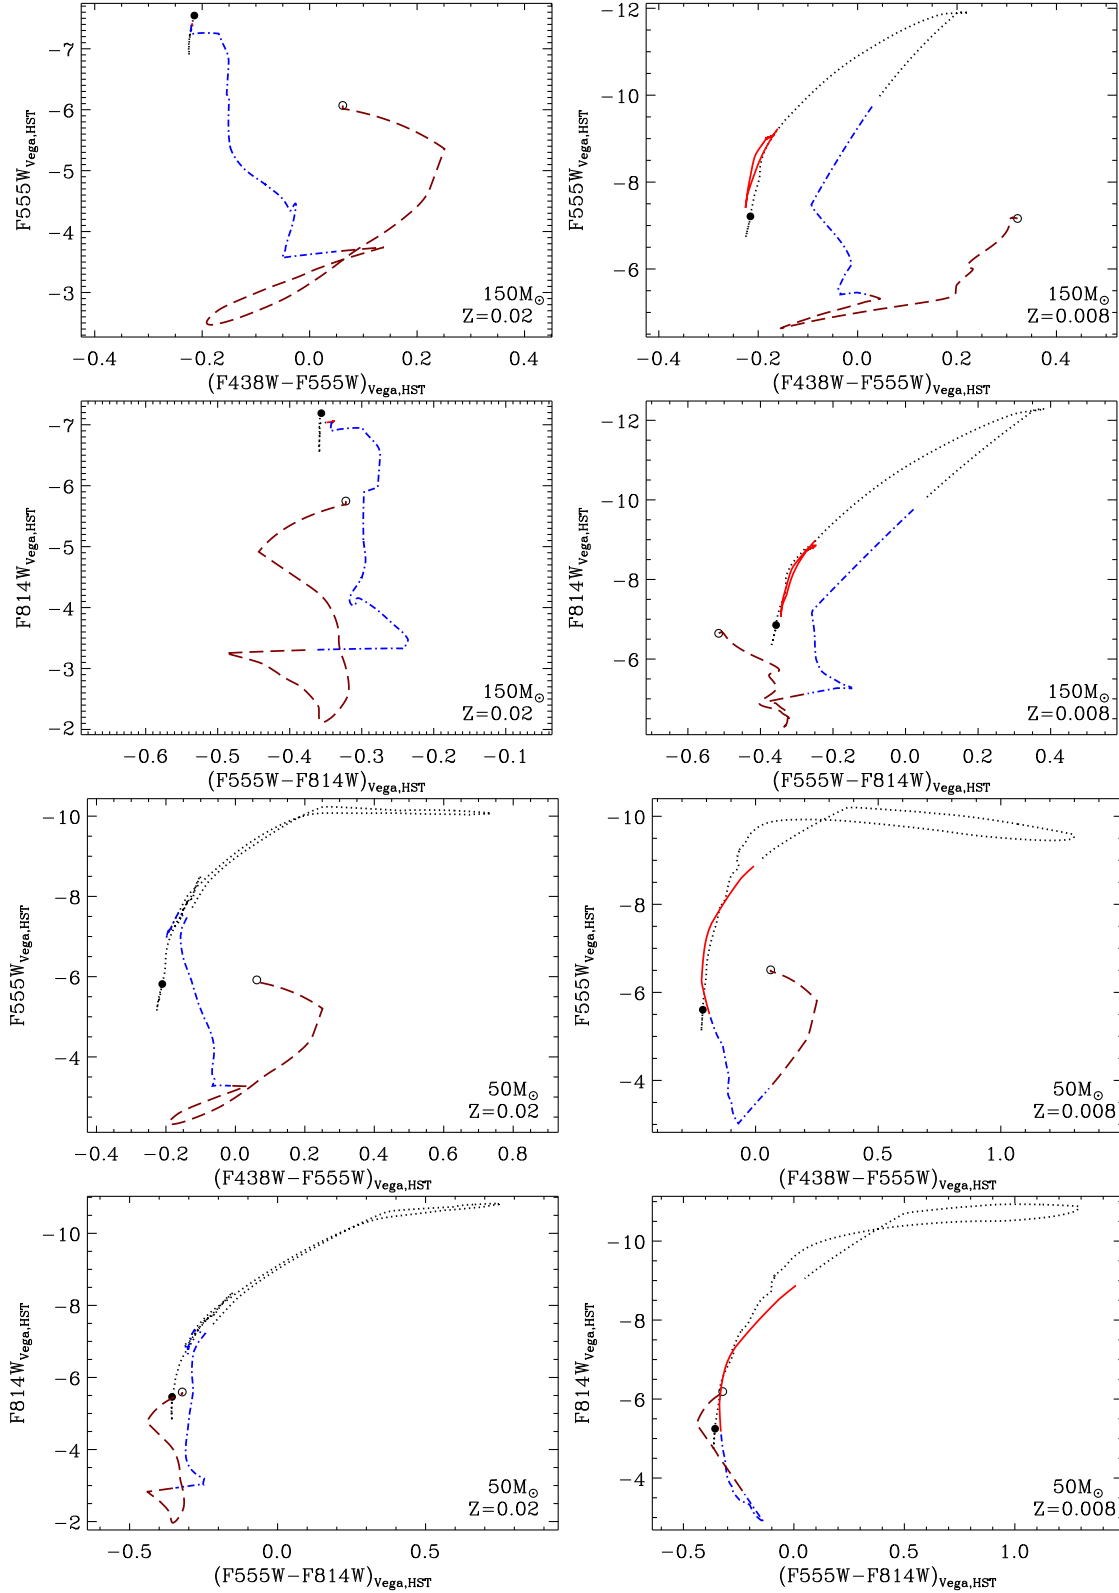 F555W_Vega,HST
−7
−6
−5
−4
−3
150M⊙
Z=0.02
−0.4 −0.2 0.0 0.2 0.4
(F438W−F555W)_Vega,HST
F555W_Vega,HST
−12
−10
−8
−6
150M⊙
Z=0.008
−0.4 −0.2 0.0 0.2 0.4
(F438W−F555W)_Vega,HST
F814W_Vega,HST
−7
−6
−5
−4
−3
−2
150M⊙
Z=0.02
−0.6 −0.5 −0.4 −0.3 −0.2 −0.1
(F555W−F814W)_Vega,HST
F814W_Vega,HST
−12
−10
−8
−6
150M⊙
Z=0.008
−0.6 −0.4 −0.2 0.0 0.2 0.4
(F555W−F814W)_Vega,HST
F555W_Vega,HST
−10
−8
−6
−4
50M⊙
Z=0.02
−0.4 −0.2 0.0 0.2 0.4 0.6 0.8
(F438W−F555W)_Vega,HST
F555W_Vega,HST
−10
−8
−6
−4
50M⊙
Z=0.008
0.0 0.5 1.0
(F438W−F555W)_Vega,HST
F814W_Vega,HST
−10
−8
−6
−4
−2
50M⊙
Z=0.02
−0.5 0.0 0.5
(F555W−F814W)_Vega,HST
F814W_Vega,HST
−10
−8
−6
−4
50M⊙
Z=0.008
−0.5 0.0 0.5 1.0
(F555W−F814W)_Vega,HST